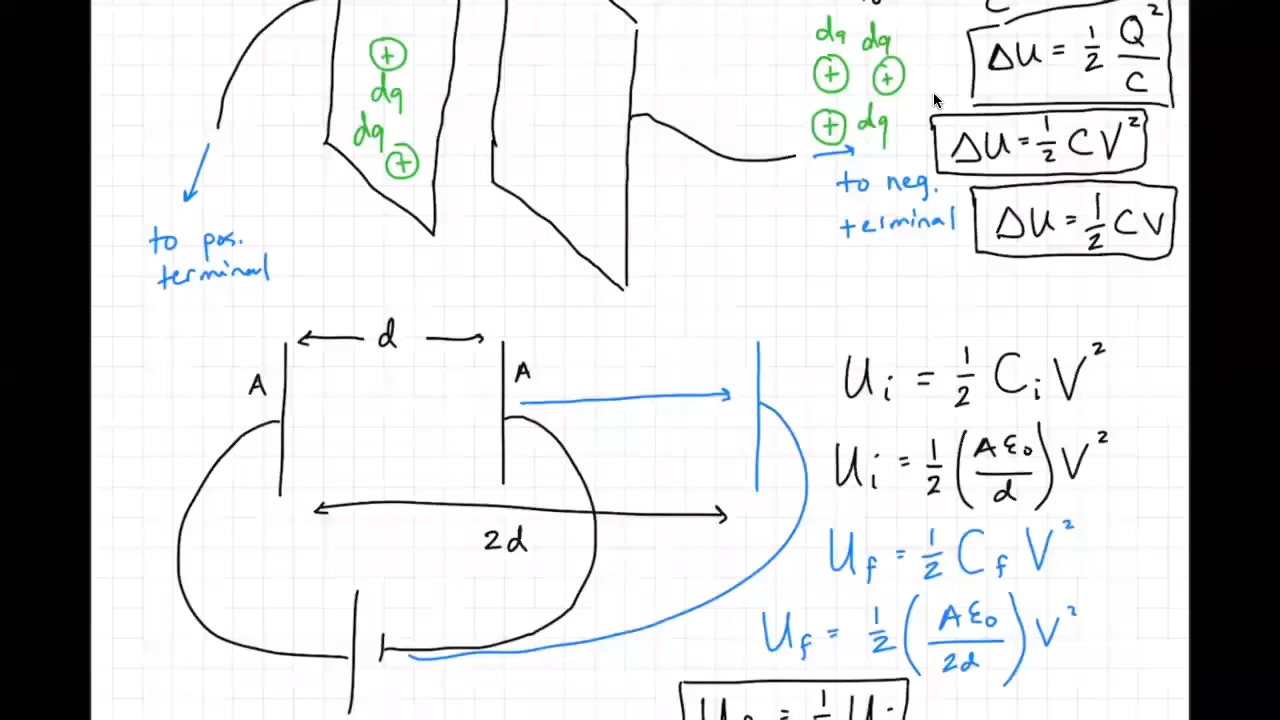 dq dq
C
+
+ +
ΔU = 1/2 Q²/C
dq
dq
+ dq
+
ΔU = 1/2 CV²
to neg.
terminal
ΔU = 1/2 CV
to pos.
terminal
d
A
A
2d
Uᵢ = 1/2 Cᵢ V²
Uᵢ = 1/2 (Aε₀/d) V²
U_f = 1/2 C_f V²
U_f = 1/2 (Aε₀/2d) V²